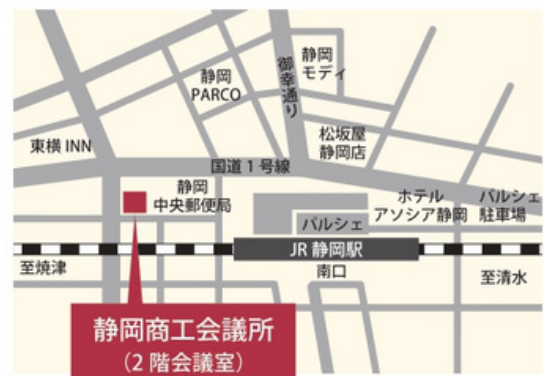 静岡
モディ
御幸通り
静岡
PARCO
松坂屋
静岡店
東横 INN
国道 1 号線
静岡
中央郵便局
ホテル
アソシア静岡
パルシェ
駐車場
パルシェ
JR 静岡駅
南口
至焼津
至清水
静岡商工会議所
（2 階会議室）